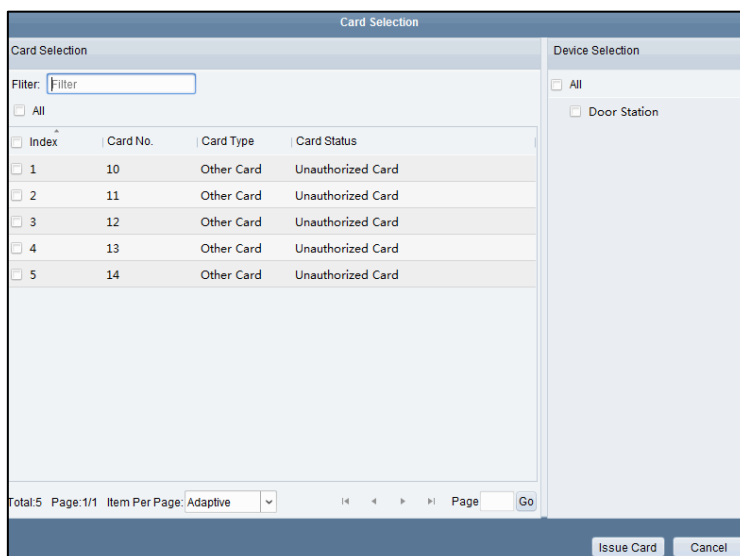 Card Selection
Card Selection
Device Selection
Fliter: Filter
All
All
Door Station
Index Card No. Card Type Card Status
1 10 Other Card Unauthorized Card
2 11 Other Card Unauthorized Card
3 12 Other Card Unauthorized Card
4 13 Other Card Unauthorized Card
5 14 Other Card Unauthorized Card
Total:5 Page:1/1 Item Per Page: Adaptive Page Go
Issue Card Cancel